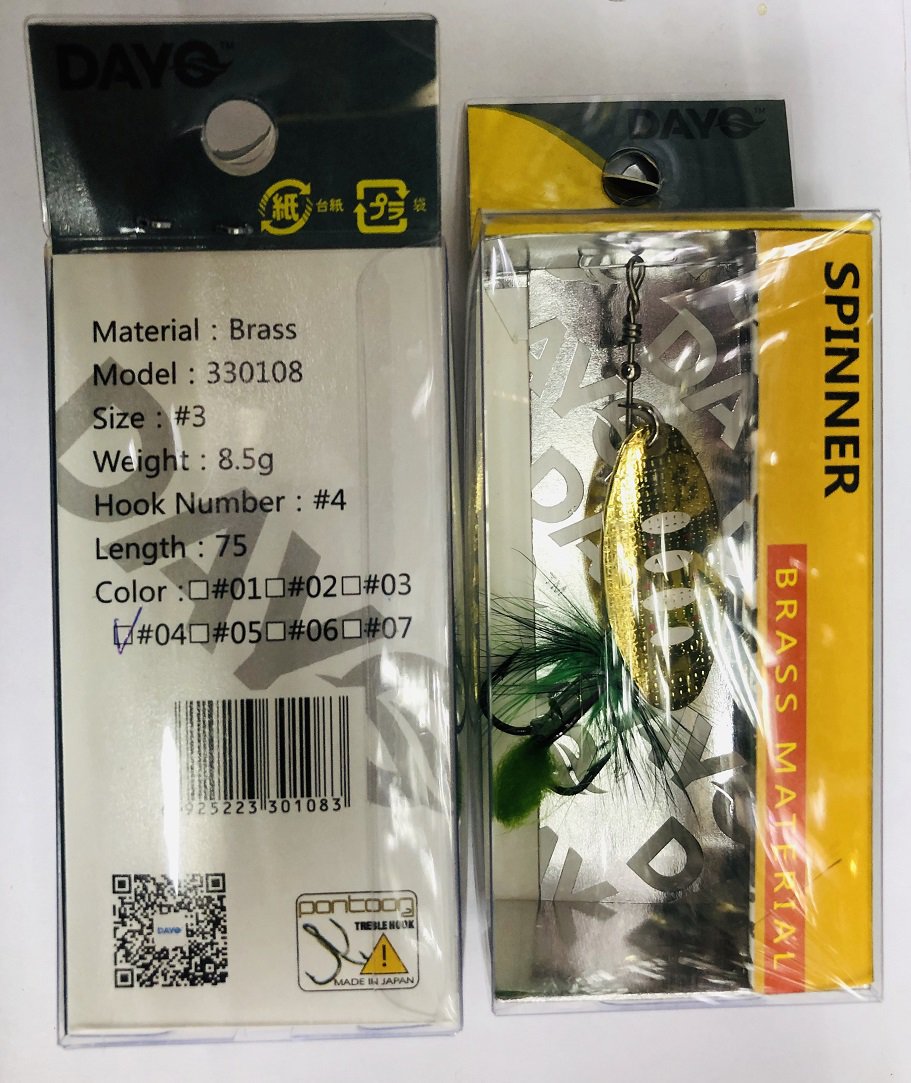 DAYO™
紙 台紙 プラ 袋
Material : Brass
Model : 330108
Size : #3
Weight : 8.5g
Hook Number : #4
Length : 75
Color : □#01□#02□#03
□#04□#05□#06□#07
925223 301083
DAYO
pontoon
TREBLE HOOK
MADE IN JAPAN
DAYO™
SPINNER
BRASS MATERIAL